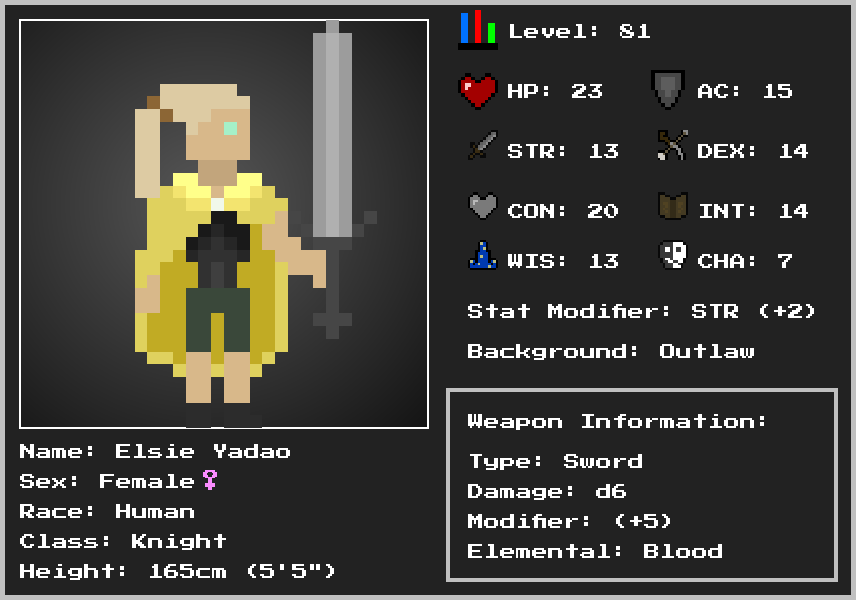 Level: 81
HP: 23
AC: 15
STR: 13
DEX: 14
CON: 20
INT: 14
WIS: 13
CHA: 7
Stat Modifier: STR (+2)
Background: Outlaw
Weapon Information:
Type: Sword
Damage: d6
Modifier: (+5)
Elemental: Blood
Name: Elsie Yadao
Sex: Female♀
Race: Human
Class: Knight
Height: 165cm (5'5")